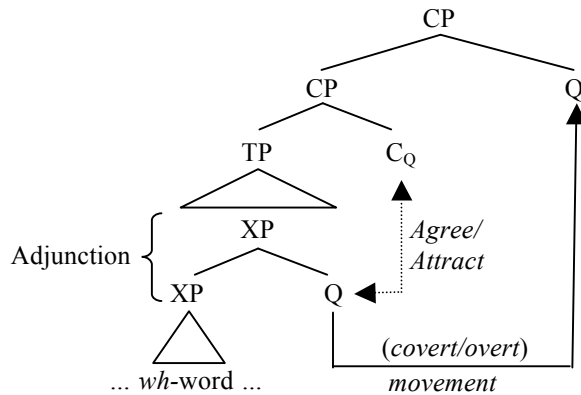 CP
CP Q
TP C_Q
XP Agree/
Adjunction Attract
XP Q
(covert/overt)
... wh-word ... movement